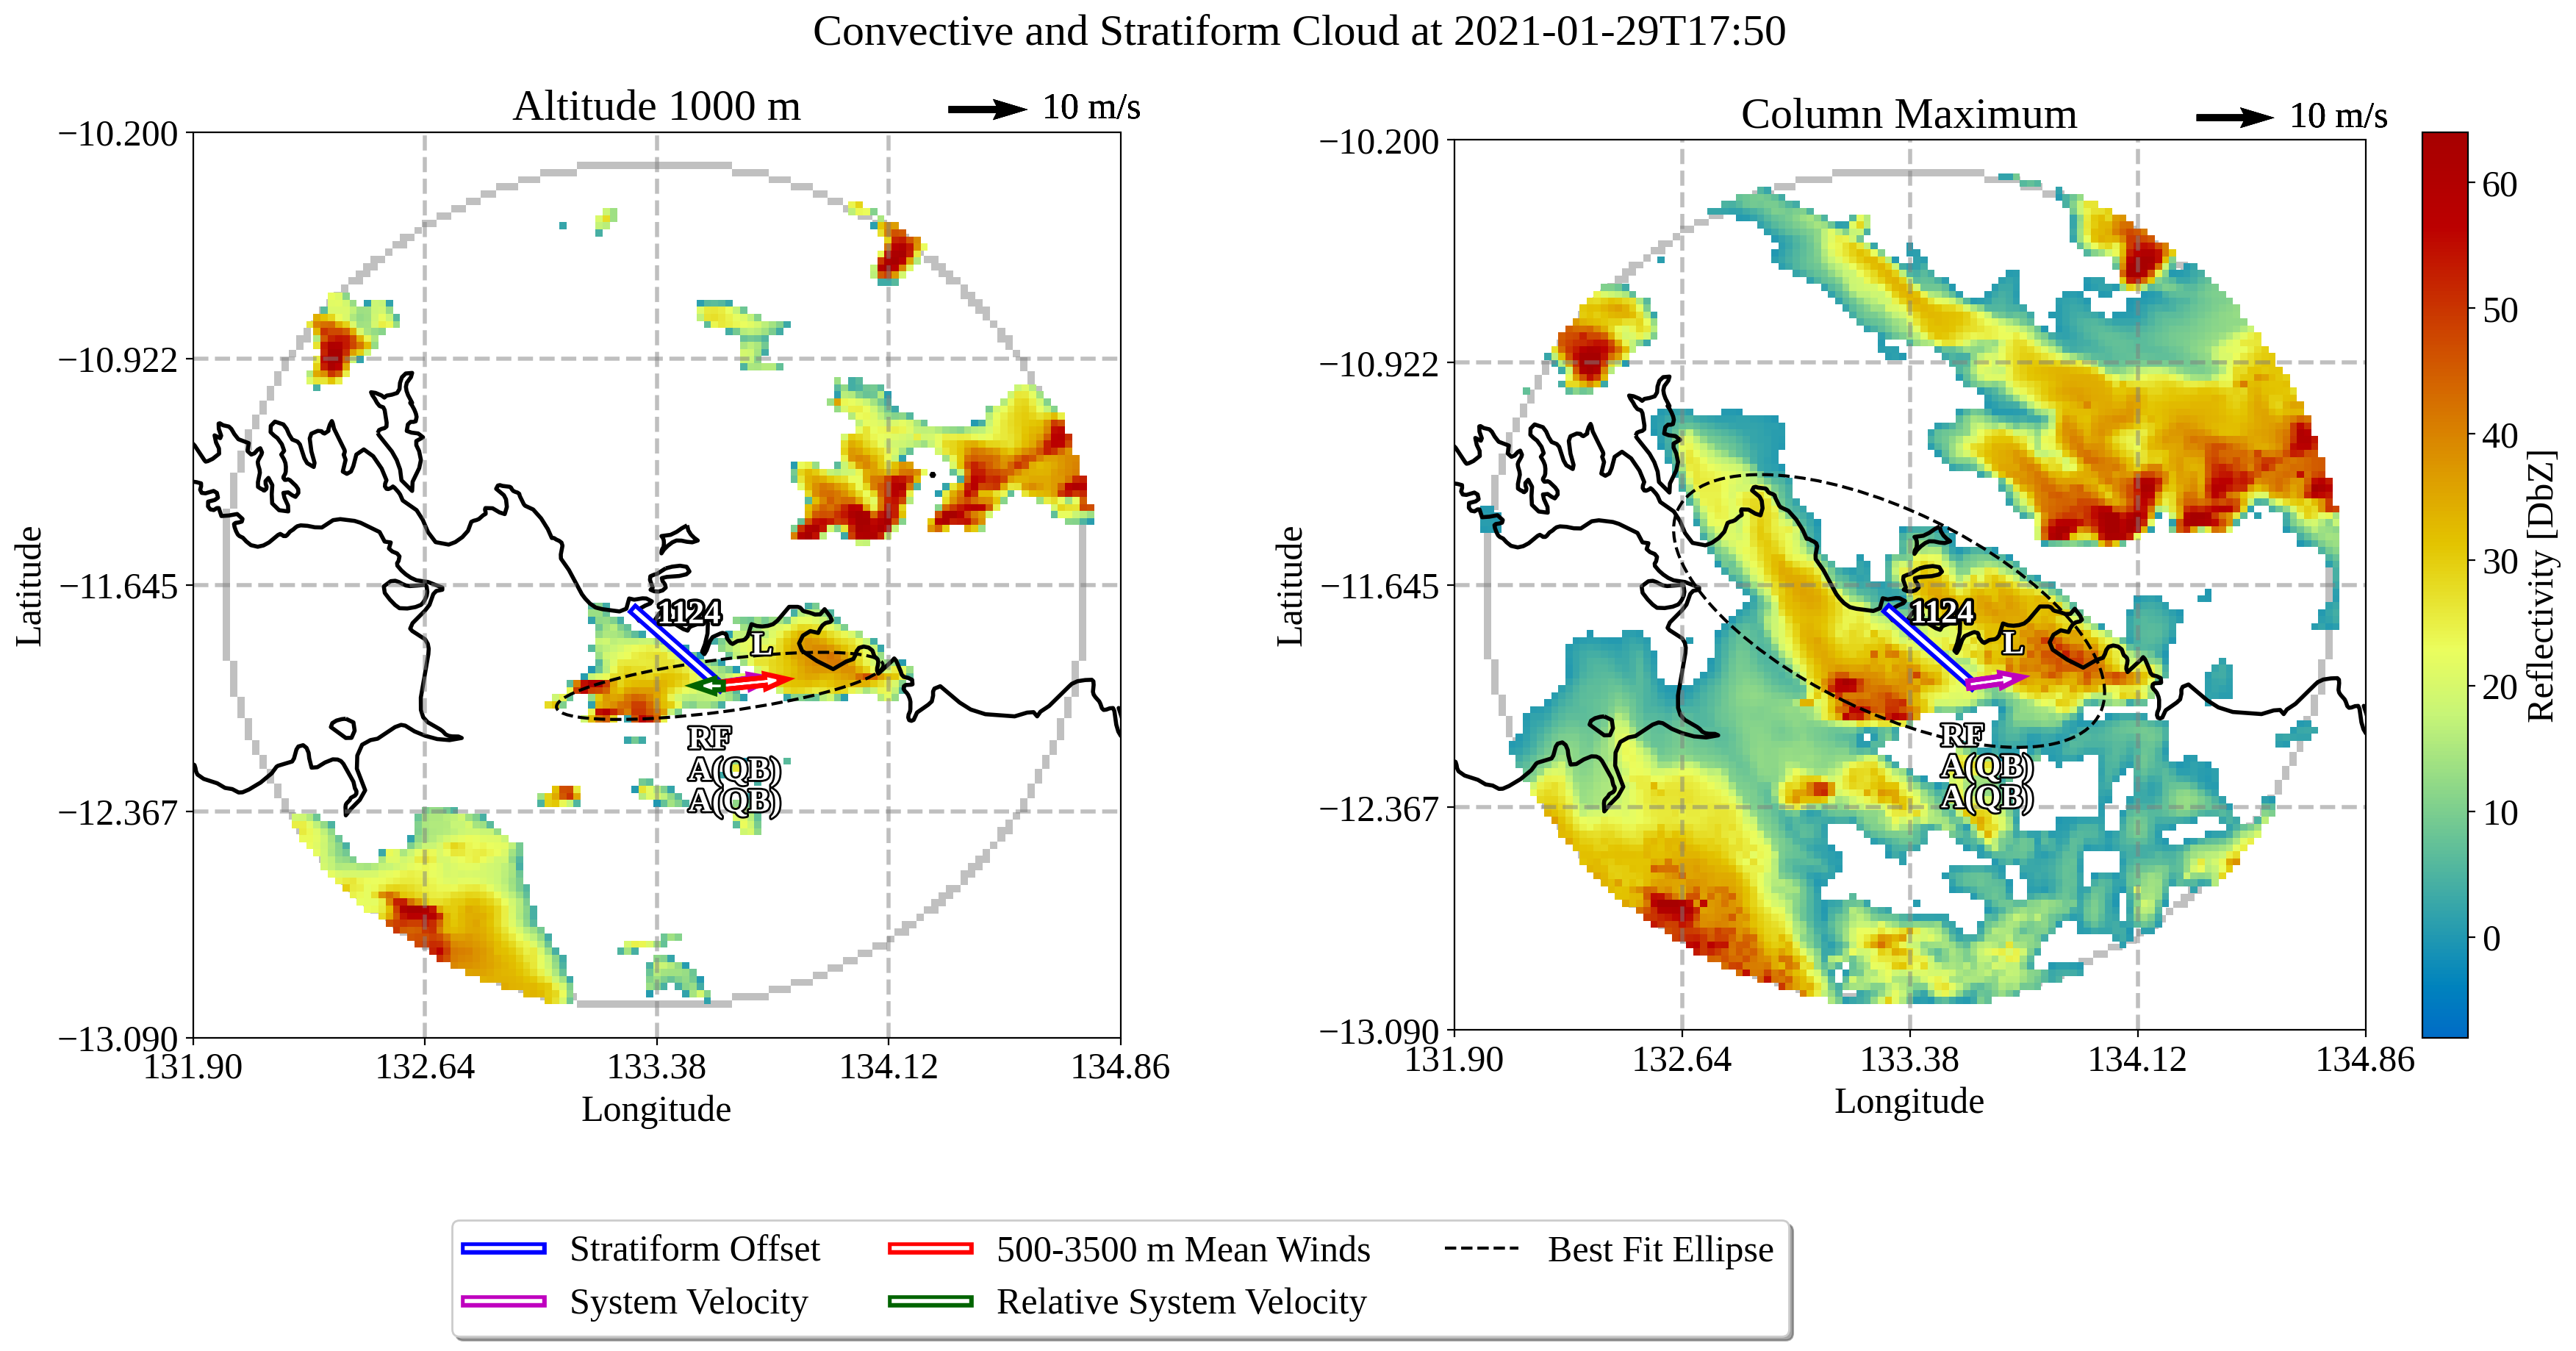 Convective and Stratiform Cloud at 2021-01-29T17:50
Altitude 1000 m
10 m/s
−10.200
−10.922
−11.645
−12.367
−13.090
Latitude
131.90
132.64
133.38
134.12
134.86
Longitude
1124
L
RF
A(QB)
A(QB)
Column Maximum
10 m/s
−10.200
−10.922
−11.645
−12.367
−13.090
Latitude
131.90
132.64
133.38
134.12
134.86
Longitude
1124
L
RF
A(QB)
A(QB)
60
50
40
30
20
10
0
Reflectivity [DbZ]
Stratiform Offset
500-3500 m Mean Winds
Best Fit Ellipse
System Velocity
Relative System Velocity